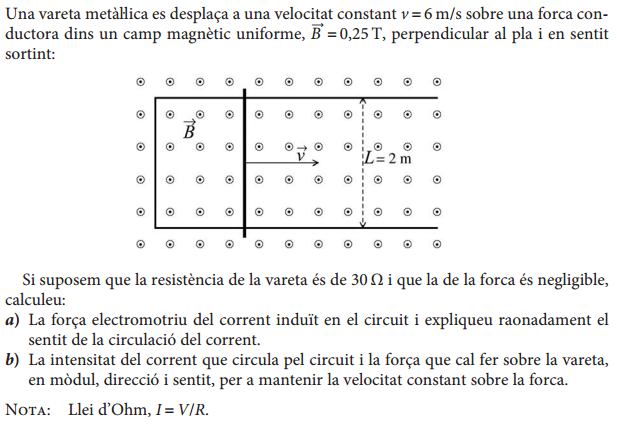 Una vareta metàl·lica es desplaça a una velocitat constant v = 6 m/s sobre una forca con-
ductora dins un camp magnètic uniforme, B⃗ = 0,25 T, perpendicular al pla i en sentit
sortint:
B⃗
v⃗
L = 2 m
Si suposem que la resistència de la vareta és de 30 Ω i que la de la forca és negligible,
calculeu:
a) La força electromotriu del corrent induït en el circuit i expliqueu raonadament el
sentit de la circulació del corrent.
b) La intensitat del corrent que circula pel circuit i la força que cal fer sobre la vareta,
en mòdul, direcció i sentit, per a mantenir la velocitat constant sobre la forca.
NOTA: Llei d'Ohm, I = V/R.